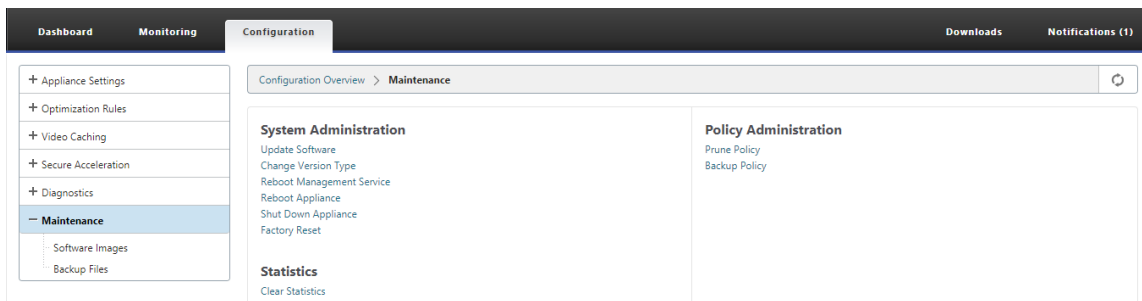 Dashboard Monitoring Configuration Downloads Notifications (1)
+ Appliance Settings
+ Optimization Rules
+ Video Caching
+ Secure Acceleration
+ Diagnostics
− Maintenance
Software Images
Backup Files
Configuration Overview > Maintenance
System Administration
Update Software
Change Version Type
Reboot Management Service
Reboot Appliance
Shut Down Appliance
Factory Reset
Statistics
Clear Statistics
Policy Administration
Prune Policy
Backup Policy